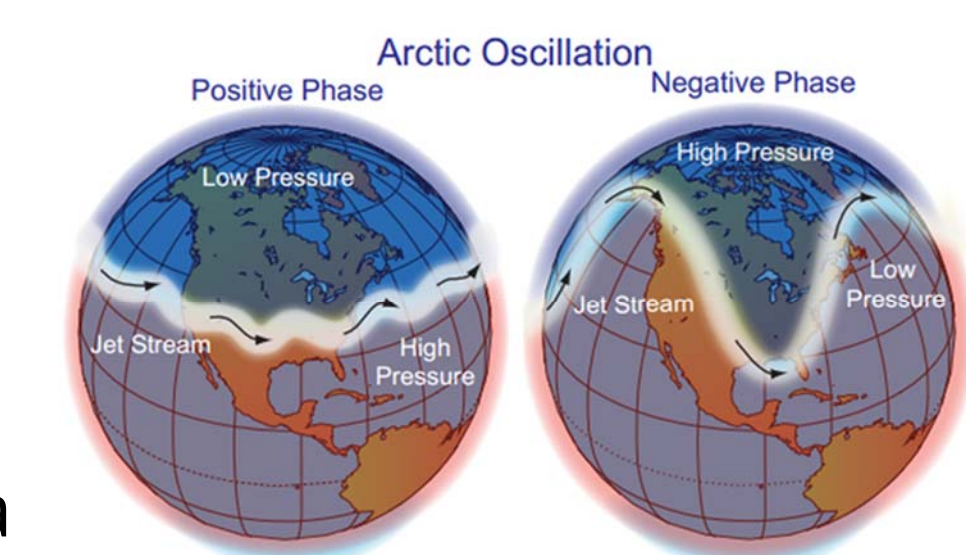 Arctic Oscillation
Positive Phase
Low Pressure
Jet Stream
High
Pressure
Negative Phase
High Pressure
Jet Stream
Low
Pressure